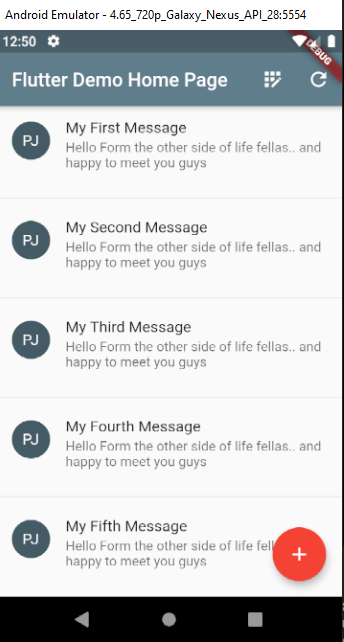 Android Emulator - 4.65_720p_Galaxy_Nexus_API_28:5554
12:50
DEBUG
Flutter Demo Home Page
PJ
My First Message
Hello Form the other side of life fellas.. and
happy to meet you guys
PJ
My Second Message
Hello Form the other side of life fellas.. and
happy to meet you guys
PJ
My Third Message
Hello Form the other side of life fellas.. and
happy to meet you guys
PJ
My Fourth Message
Hello Form the other side of life fellas.. and
happy to meet you guys
PJ
My Fifth Message
Hello Form the other side of life
happy to meet you guys
+